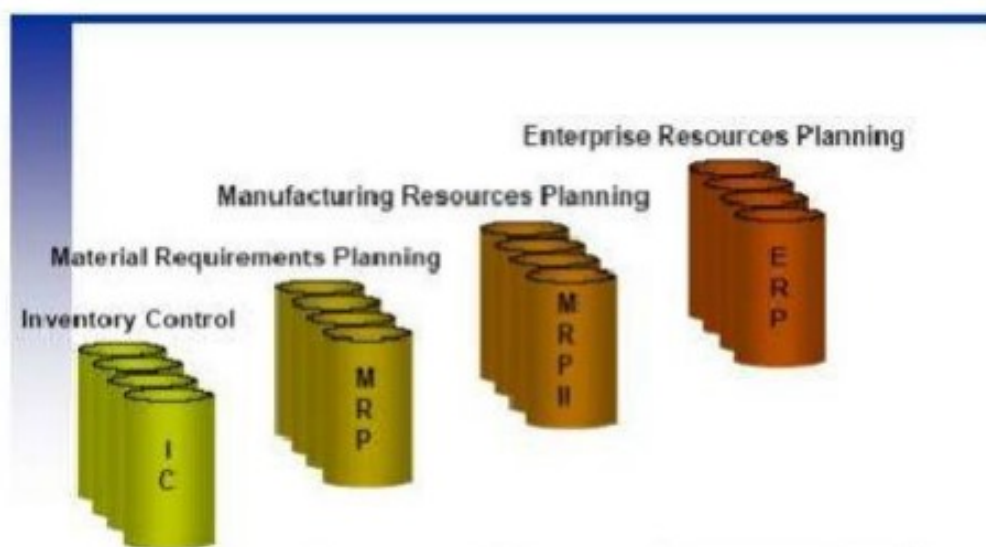 Enterprise Resources Planning
Manufacturing Resources Planning
Material Requirements Planning
Inventory Control
I
C
M
R
P
M
R
P
II
E
R
P